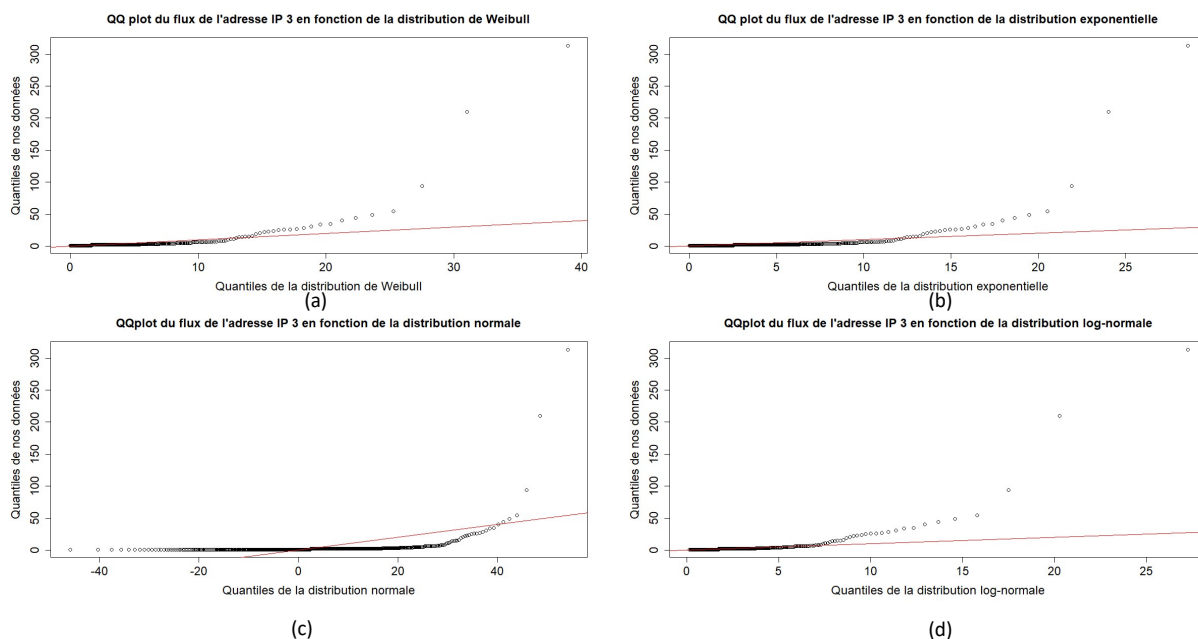 QQ plot du flux de l'adresse IP 3 en fonction de la distribution de Weibull
Quantiles de nos données
300
250
200
150
100
50
0
0 10 20 30 40
Quantiles de la distribution de Weibull
(a)
QQ plot du flux de l'adresse IP 3 en fonction de la distribution exponentielle
Quantiles de nos données
300
250
200
150
100
50
0
0 5 10 15 20 25
Quantiles de la distribution exponentielle
(b)
QQplot du flux de l'adresse IP 3 en fonction de la distribution normale
Quantiles de nos données
300
250
200
150
100
50
0
-40 -20 0 20 40
Quantiles de la distribution normale
(c)
QQplot du flux de l'adresse IP 3 en fonction de la distribution log-normale
Quantiles de nos données
300
250
200
150
100
50
0
0 5 10 15 20 25
Quantiles de la distribution log-normale
(d)